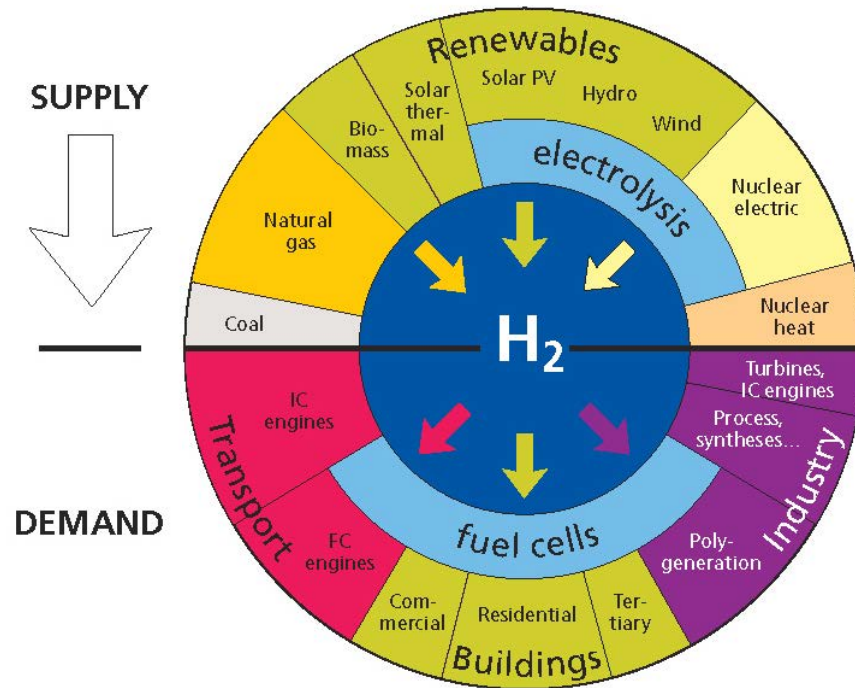 SUPPLY
Renewables
Solar PV
Hydro
Wind
Solar
ther-
mal
Bio-
mass
electrolysis
Natural
gas
Nuclear
electric
Coal
Nuclear
heat
H₂
DEMAND
Transport
IC
engines
FC
engines
fuel cells
Com-
mercial
Residential
Ter-
tiary
Buildings
Turbines,
IC engines
Process,
syntheses...
Poly-
generation
Industry